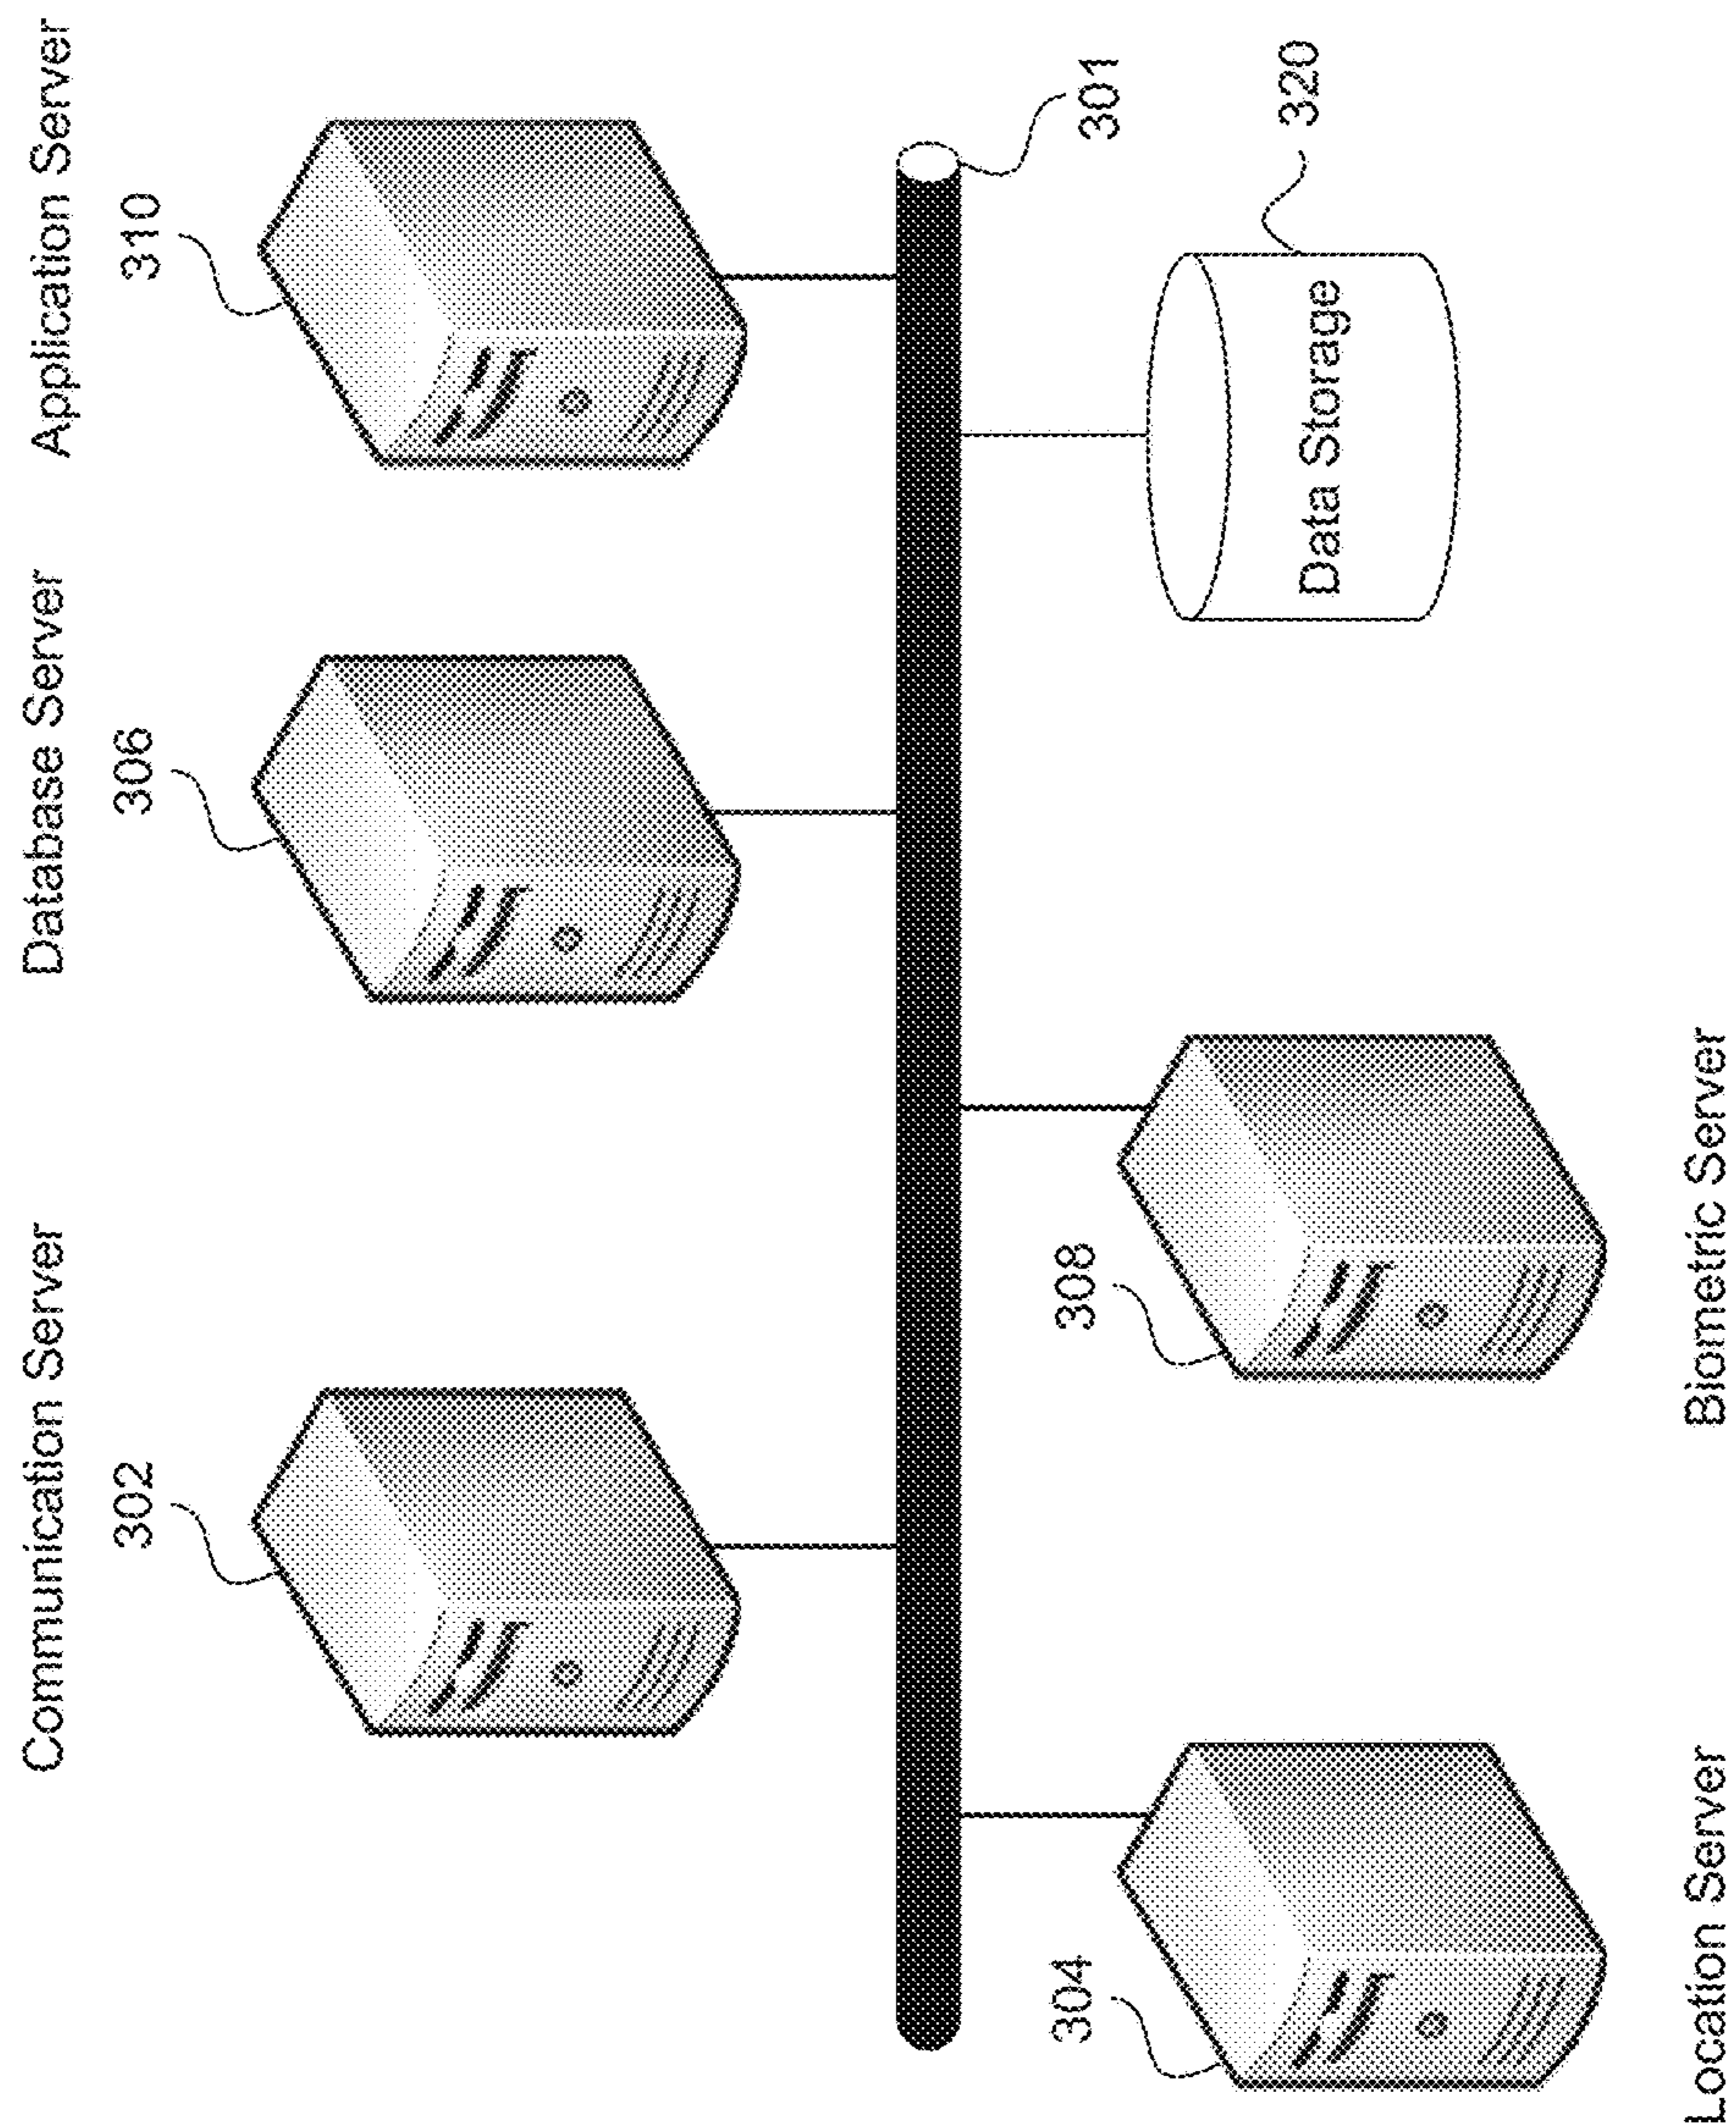 Communication Server
302
Database Server
306
Application Server
310
301
304
Location Server
308
Biometric Server
320
Data Storage